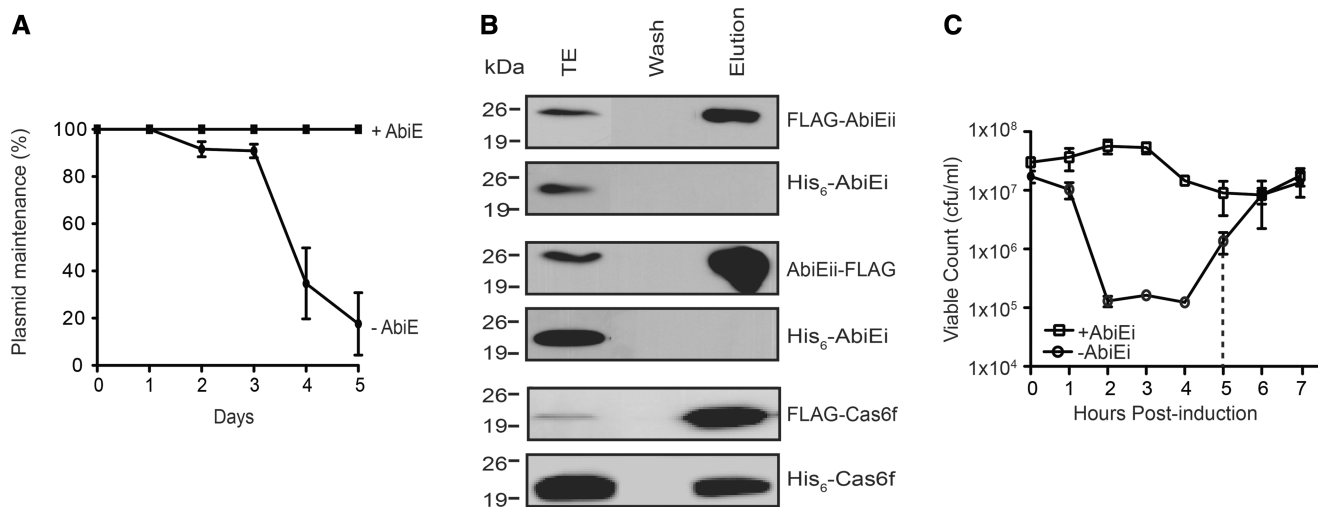 A
Plasmid maintenance (%)
100
80
60
40
20
0
+ AbiE
- AbiE
0 1 2 3 4 5
Days
B
kDa TE Wash Elution
26
19
FLAG-AbiEii
26
19
His6-AbiEi
26
19
AbiEii-FLAG
26
19
His6-AbiEi
26
19
FLAG-Cas6f
26
19
His6-Cas6f
C
Viable Count (cfu/ml)
1x10^8
1x10^7
1x10^6
1x10^5
1x10^4
+AbiEi
-AbiEi
0 1 2 3 4 5 6 7
Hours Post-induction